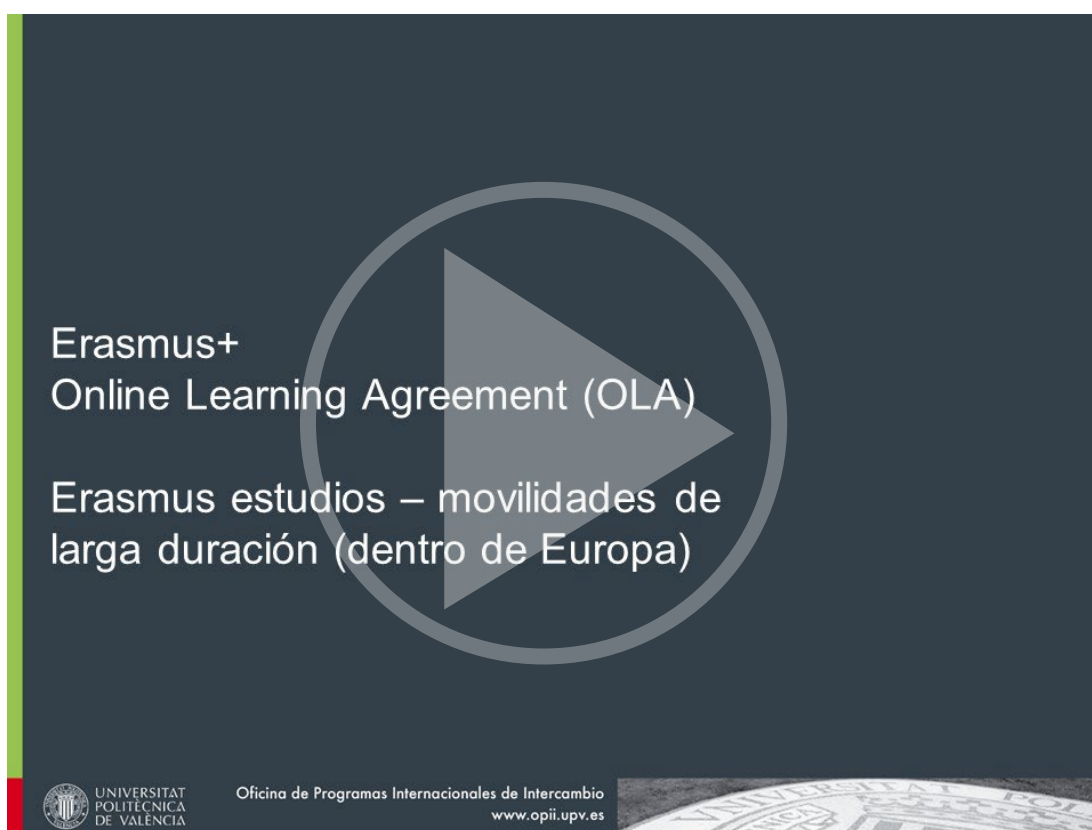 Erasmus+
Online Learning Agreement (OLA)
Erasmus estudios – movilidades de
larga duración (dentro de Europa)
UNIVERSITAT
POLITÈCNICA
DE VALÈNCIA
Oficina de Programas Internacionales de Intercambio
www.opii.upv.es